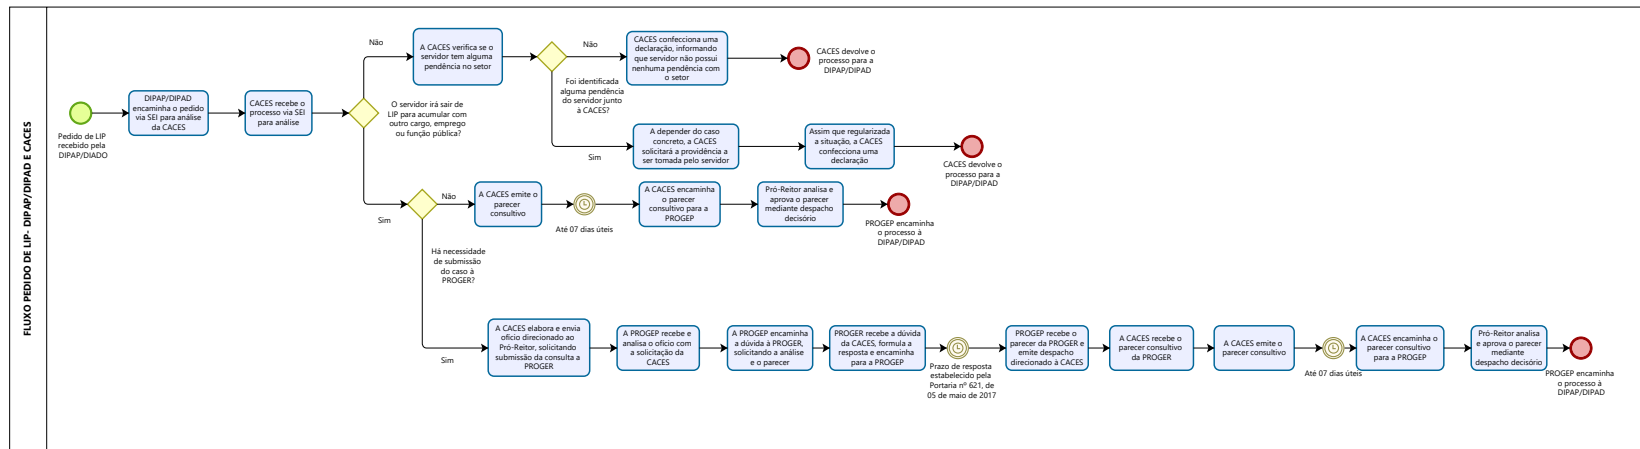 FLUXO PEDIDO DE LIP- DIPAP/DIPAD E CACES
Pedido de LIP
recebido pela
DIPAP/DIADO
DIPAP/DIPAD
encaminha o pedido
via SEI para análise
da CACES
CACES recebe o
processo via SEI
para análise
O servidor irá sair de
LIP para acumular com
outro cargo, emprego
ou função pública?
Não
A CACES verifica se o
servidor tem alguma
pendência no setor
Foi identificada
alguma pendência
do servidor junto
à CACES?
Não
CACES confecciona uma
declaração, informando
que servidor não possui
nenhuma pendência com
o setor
CACES devolve o
processo para a
DIPAP/DIPAD
Sim
A depender do caso
concreto, a CACES
solicitará a providência a
ser tomada pelo servidor
Assim que regularizada
a situação, a CACES
confecciona uma
declaração
CACES devolve o
processo para a
DIPAP/DIPAD
Sim
Há necessidade
de submissão
do caso à
PROGER?
Não
A CACES emite o
parecer
consultivo
Até 07 dias úteis
A CACES encaminha
o parecer
consultivo para a
PROGEP
Pró-Reitor analisa e
aprova o parecer
mediante despacho
decisório
PROGEP encaminha
o processo à
DIPAP/DIPAD
Sim
A CACES elabora e envia
ofício direcionado ao
Pró-Reitor, solicitando
submissão da consulta a
PROGER
A PROGEP recebe e
analisa o ofício com
a solicitação da
CACES
A PROGEP encaminha
a dúvida à PROGER,
solicitando a análise
e o parecer
PROGER recebe a dúvida
da CACES, formula a
resposta e encaminha
para a PROGEP
Prazo de resposta
estabelecido pela
Portaria nº 621, de
05 de maio de 2017
PROGEP recebe o
parecer da PROGER e
emite despacho
direcionado à CACES
A CACES recebe o
parecer consultivo
da PROGER
A CACES emite o
parecer consultivo
Até 07 dias úteis
A CACES encaminha o
parecer consultivo
para a PROGEP
Pró-Reitor analisa
e aprova o parecer
mediante
despacho decisório
PROGEP encaminha
o processo à
DIPAP/DIPAD